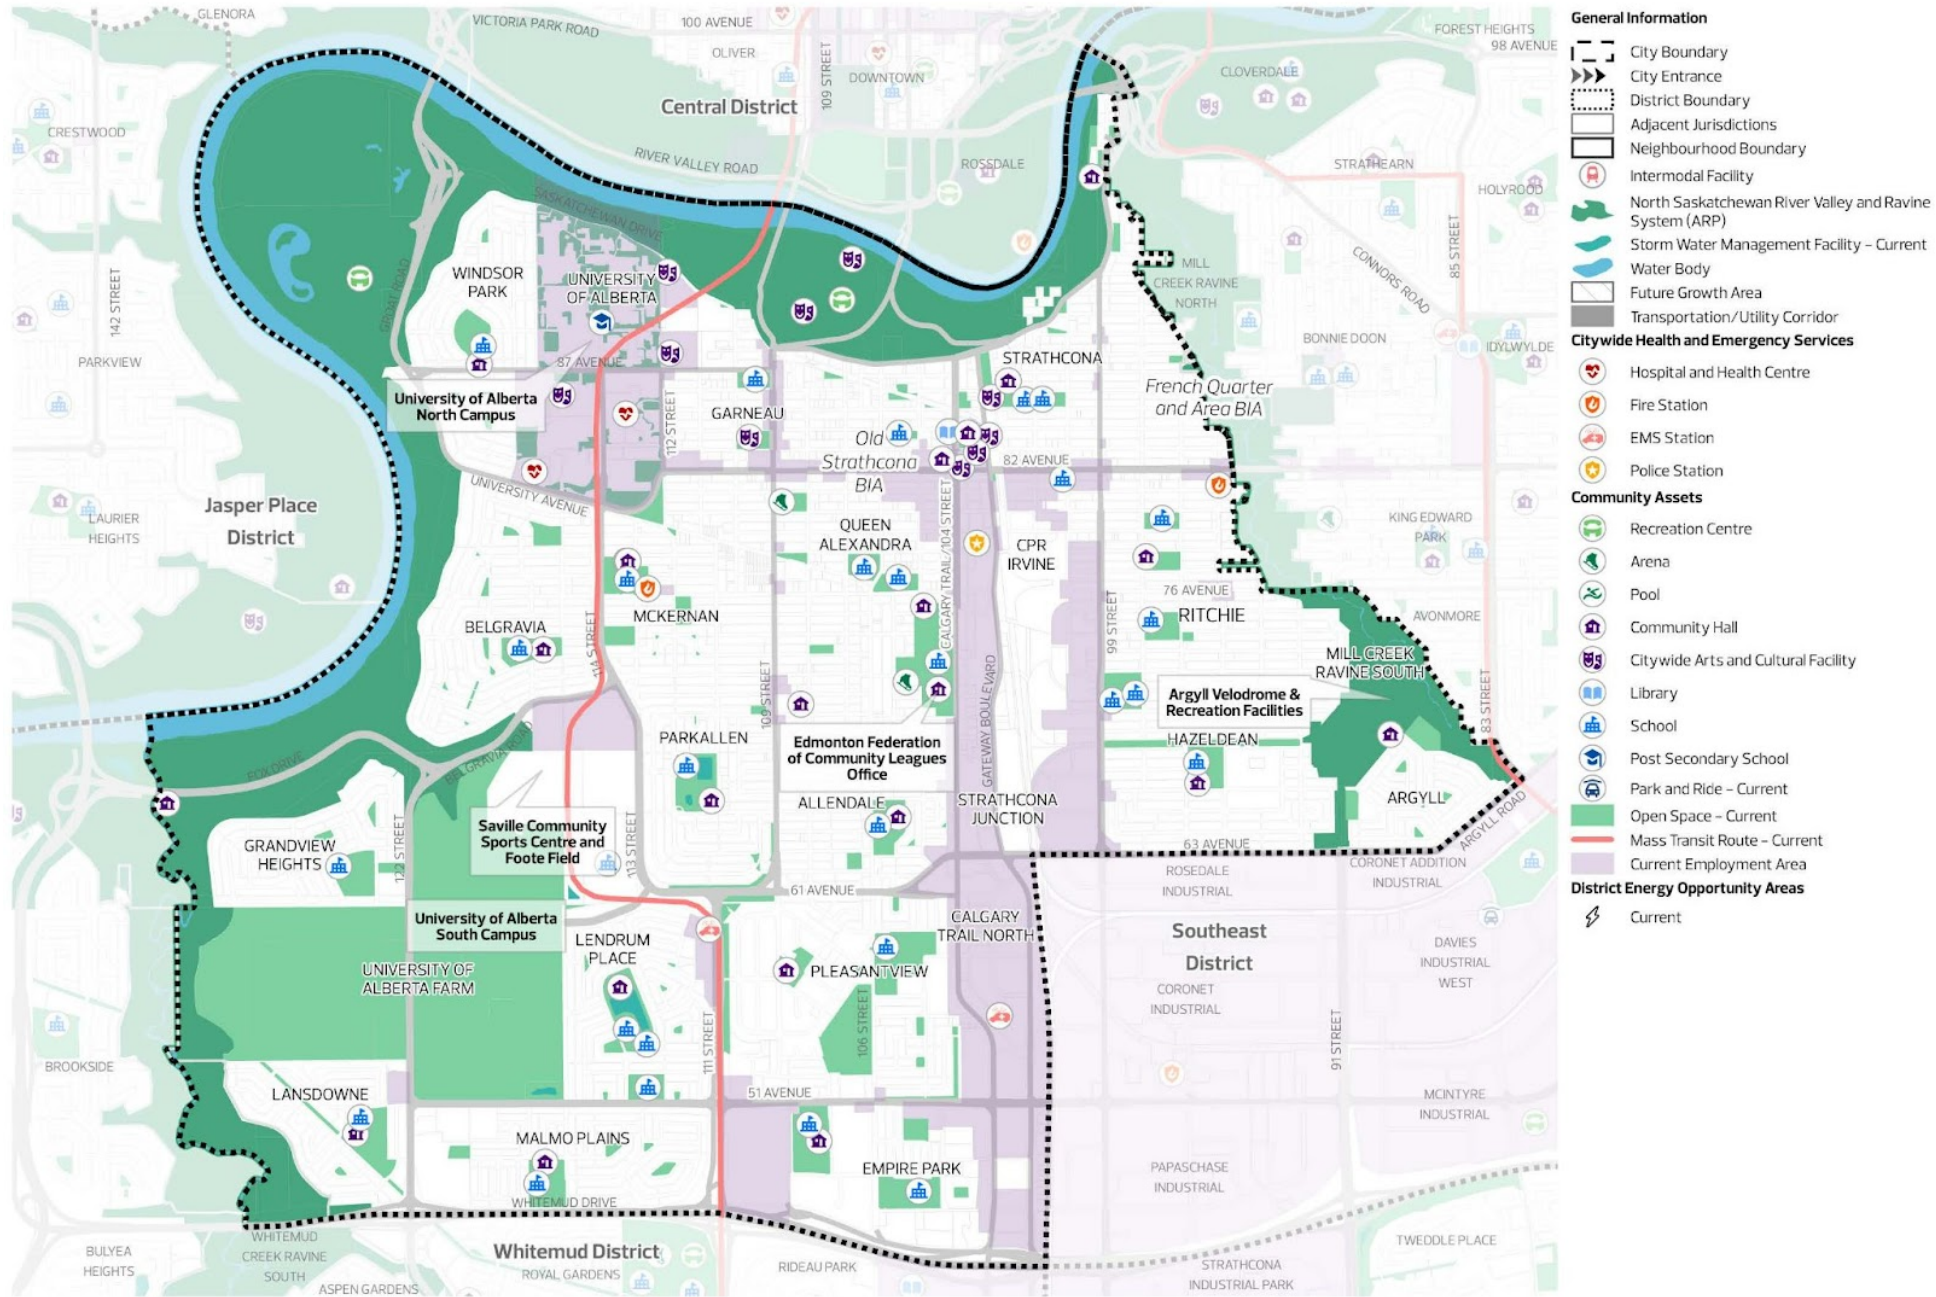 GLENORA
VICTORIA PARK ROAD
100 AVENUE
OLIVER
109 STREET
DOWNTOWN
FOREST HEIGHTS
98 AVENUE
CLOVERDALE
CRESTWOOD
Central District
RIVER VALLEY ROAD
ROSSDALE
STRATHEARN
HOLYROOD
SASKATCHEWAN DRIVE
85 STREET
CONNORS ROAD
142 STREET
GROAT ROAD
WINDSOR
PARK
UNIVERSITY
OF ALBERTA
MILL
CREEK RAVINE
NORTH
PARKVIEW
87 AVENUE
STRATHCONA
BONNIE DOON
IDYLWYLDE
University of Alberta
North Campus
112 STREET
GARNEAU
French Quarter
and Area BIA
Old
Strathcona
BIA
82 AVENUE
UNIVERSITY AVENUE
Jasper Place
District
LAURIER
HEIGHTS
QUEEN
ALEXANDRA
CALGARY TRAIL/104 STREET
CPR
IRVINE
KING EDWARD
PARK
76 AVENUE
MCKERNAN
RITCHIE
AVONMORE
BELGRAVIA
114 STREET
99 STREET
109 STREET
GATEWAY BOULEVARD
MILL CREEK
RAVINE SOUTH
83 STREET
Argyll Velodrome &
Recreation Facilities
FOX DRIVE
BELGRAVIA ROAD
PARKALLEN
Edmonton Federation
of Community Leagues
Office
HAZELDEAN
ALLENDALE
STRATHCONA
JUNCTION
ARGYLL
ARGYLL ROAD
Saville Community
Sports Centre and
Foote Field
113 STREET
122 STREET
GRANDVIEW
HEIGHTS
63 AVENUE
CORONET ADDITION
INDUSTRIAL
ROSEDALE
INDUSTRIAL
61 AVENUE
University of Alberta
South Campus
LENDRUM
PLACE
CALGARY
TRAIL NORTH
Southeast
District
DAVIES
INDUSTRIAL
WEST
UNIVERSITY OF
ALBERTA FARM
PLEASANTVIEW
CORONET
INDUSTRIAL
106 STREET
111 STREET
91 STREET
BROOKSIDE
LANSDOWNE
51 AVENUE
MCINTYRE
INDUSTRIAL
MALMO PLAINS
EMPIRE PARK
PAPASCHASE
INDUSTRIAL
WHITEMUD DRIVE
WHITEMUD
CREEK RAVINE
SOUTH
BULYEA
HEIGHTS
Whitemud District
ROYAL GARDENS
RIDEAU PARK
ASPEN GARDENS
STRATHCONA
INDUSTRIAL PARK
TWEDDLE PLACE
General Information
City Boundary
City Entrance
District Boundary
Adjacent Jurisdictions
Neighbourhood Boundary
Intermodal Facility
North Saskatchewan River Valley and Ravine
System (ARP)
Storm Water Management Facility – Current
Water Body
Future Growth Area
Transportation/Utility Corridor
Citywide Health and Emergency Services
Hospital and Health Centre
Fire Station
EMS Station
Police Station
Community Assets
Recreation Centre
Arena
Pool
Community Hall
Citywide Arts and Cultural Facility
Library
School
Post Secondary School
Park and Ride – Current
Open Space – Current
Mass Transit Route – Current
Current Employment Area
District Energy Opportunity Areas
Current